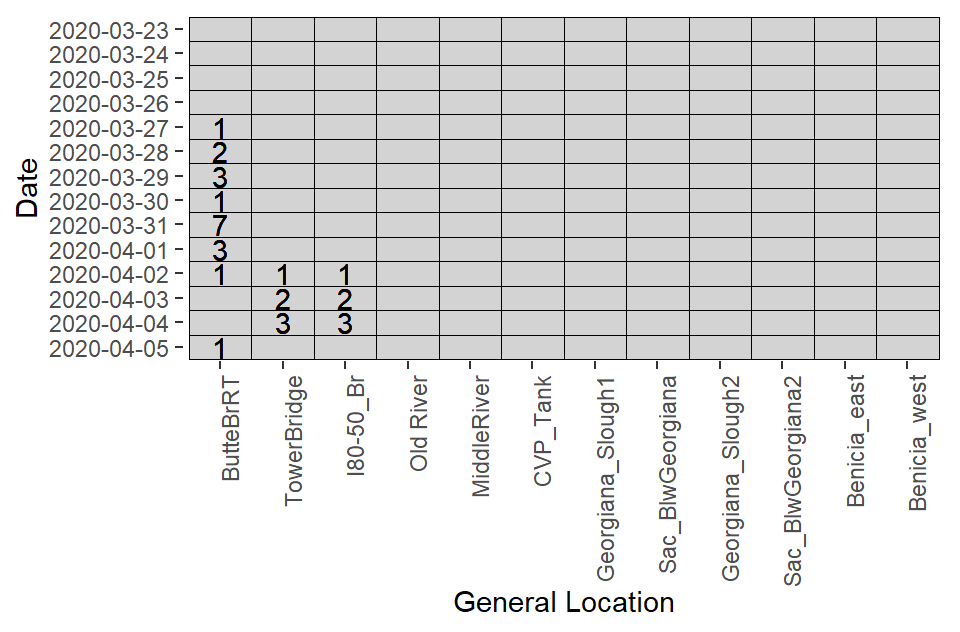 2020-03-23
2020-03-24
2020-03-25
2020-03-26
2020-03-27 1
2020-03-28 2
2020-03-29 3
2020-03-30 1
2020-03-31 7
2020-04-01 3
2020-04-02 1 1 1
2020-04-03 2 2
2020-04-04 3 3
2020-04-05 1
Date
ButteBrRT
TowerBridge
I80-50_Br
Old River
MiddleRiver
CVP_Tank
Georgiana_Slough1
Sac_BlwGeorgiana
Georgiana_Slough2
Sac_BlwGeorgiana2
Benicia_east
Benicia_west
General Location